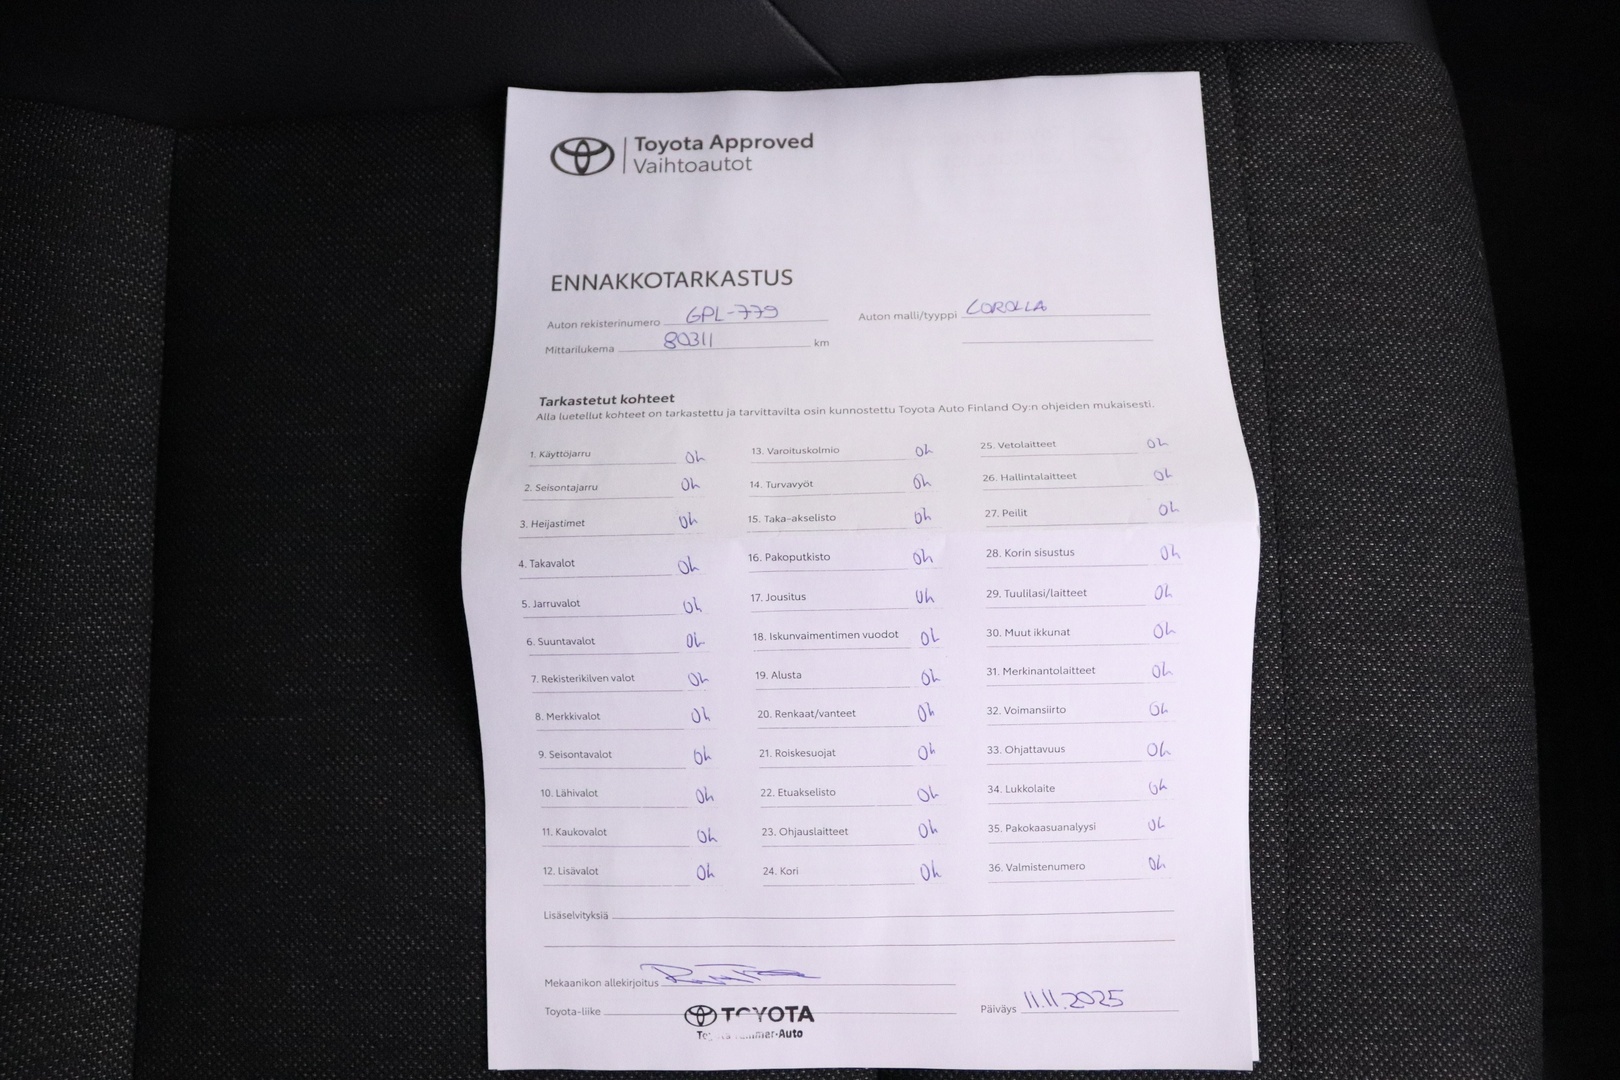 Toyota Approved
Vaihtoautot
ENNAKKOTARKASTUS
Auton rekisterinumero GPL-779 Auton malli/tyyppi COROLLA
Mittarilukema 80311 km
Tarkastetut kohteet
Alla luetellut kohteet on tarkastettu ja tarvittavilta osin kunnostettu Toyota Auto Finland Oy:n ohjeiden mukaisesti.
1. Käyttöjarru Ok
2. Seisontajarru Ok
3. Heijastimet Ok
4. Takavalot Ok
5. Jarruvalot Ok
6. Suuntavalot Ok
7. Rekisterikilven valot Ok
8. Merkkivalot Ok
9. Seisontavalot Ok
10. Lähivalot Ok
11. Kaukovalot Ok
12. Lisävalot Ok
13. Varoituskolmio Ok
14. Turvavyöt Ok
15. Taka-akselisto Ok
16. Pakoputkisto Ok
17. Jousitus Ok
18. Iskunvaimentimen vuodot Ok
19. Alusta Ok
20. Renkaat/vanteet Ok
21. Roiskesuojat Ok
22. Etuakselisto Ok
23. Ohjauslaitteet Ok
24. Kori Ok
25. Vetolaitteet Ok
26. Hallintalaitteet Ok
27. Peilit Ok
28. Korin sisustus Ok
29. Tuulilasi/laitteet Ok
30. Muut ikkunat Ok
31. Merkinantolaitteet Ok
32. Voimansiirto Ok
33. Ohjattavuus Ok
34. Lukkolaite Ok
35. Pakokaasuanalyysi Ok
36. Valmistenumero Ok
Lisäselvityksiä
Mekaanikon allekirjoitus
Toyota-liike TOYOTA Päiväys 11.11.2025